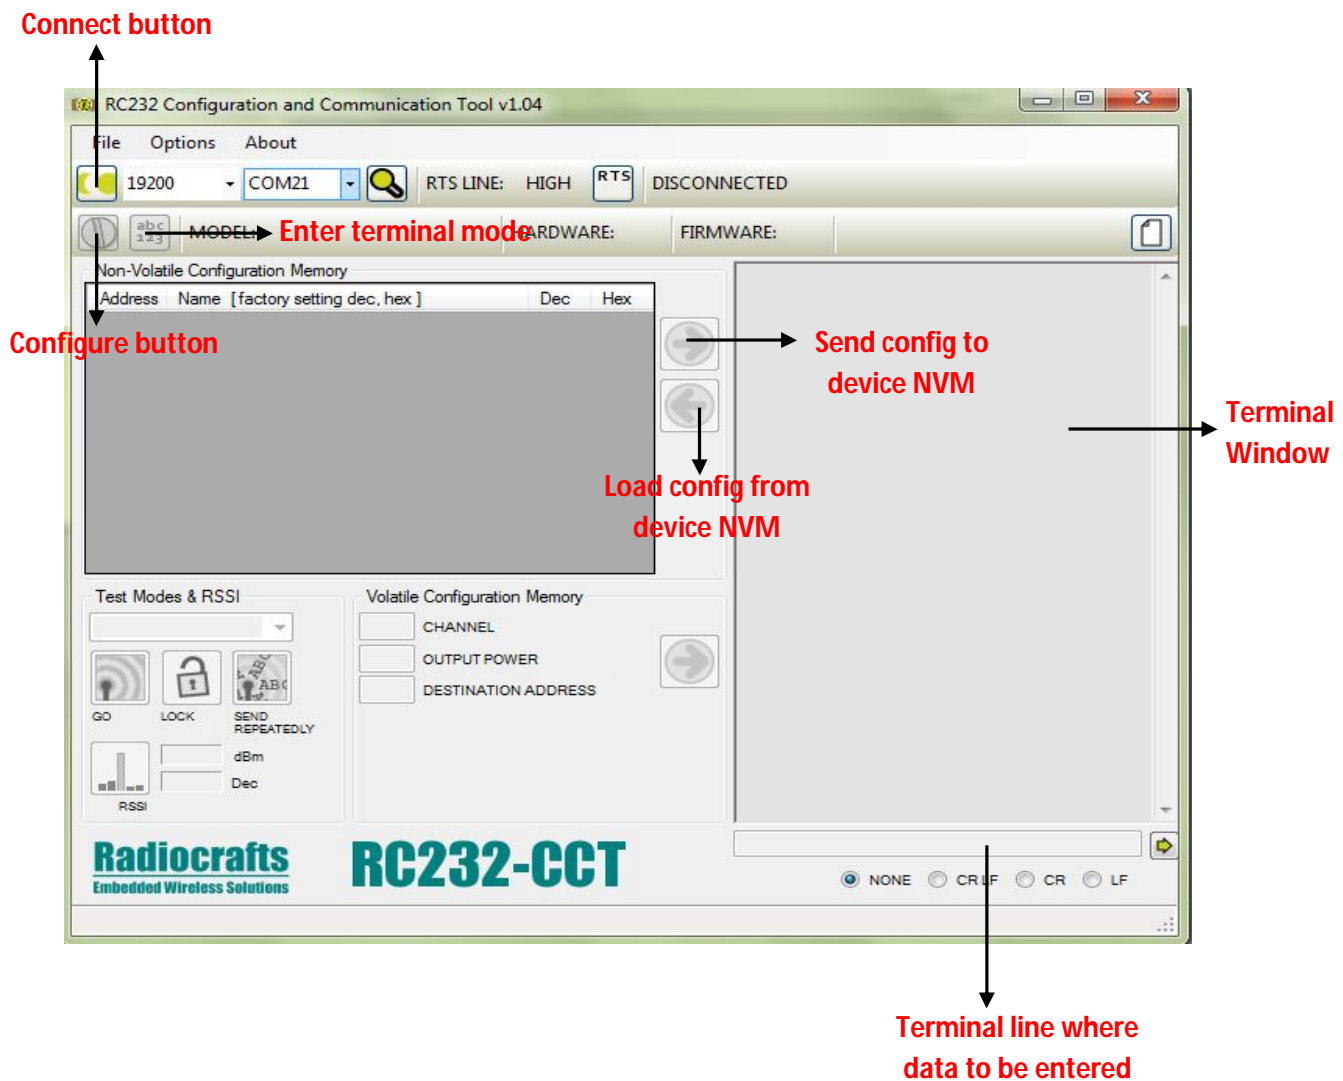 Connect button
RC232 Configuration and Communication Tool v1.04
File Options About
19200 COM21 RTS LINE: HIGH RTS DISCONNECTED
abc
123
MODEL: Enter terminal mode HARDWARE: FIRMWARE:
Non-Volatile Configuration Memory
Address Name [ factory setting dec, hex ] Dec Hex
Configure button
Send config to
device NVM
Terminal
Window
Load config from
device NVM
Test Modes & RSSI
Volatile Configuration Memory
CHANNEL
OUTPUT POWER
DESTINATION ADDRESS
ABC
GO LOCK SEND
REPEATEDLY
dBm
Dec
RSSI
Radiocrafts
Embedded Wireless Solutions
RC232-CCT
NONE CR LF CR LF
Terminal line where
data to be entered